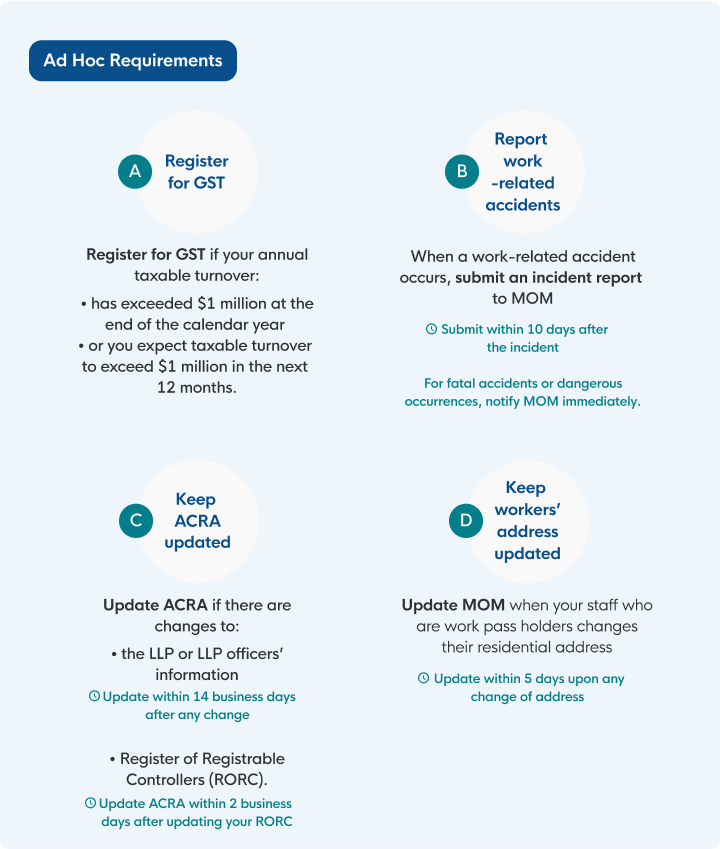 Ad Hoc Requirements
A
Register
for GST
Register for GST if your annual
taxable turnover:
• has exceeded $1 million at the
end of the calendar year
• or you expect taxable turnover
to exceed $1 million in the next
12 months.
B
Report
work
-related
accidents
When a work-related accident
occurs, submit an incident report
to MOM
Submit within 10 days after
the incident
For fatal accidents or dangerous
occurrences, notify MOM immediately.
C
Keep
ACRA
updated
Update ACRA if there are
changes to:
• the LLP or LLP officers’
information
Update within 14 business days
after any change
• Register of Registrable
Controllers (RORC).
Update ACRA within 2 business
days after updating your RORC
D
Keep
workers’
address
updated
Update MOM when your staff who
are work pass holders changes
their residential address
Update within 5 days upon any
change of address